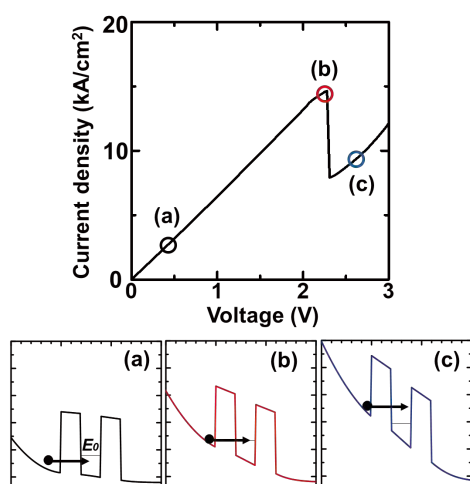 20
(b)
10
(c)
(a)
0
0
1
2
3
Current density (kA/cm²)
Voltage (V)
(a)
(b)
(c)
E₀